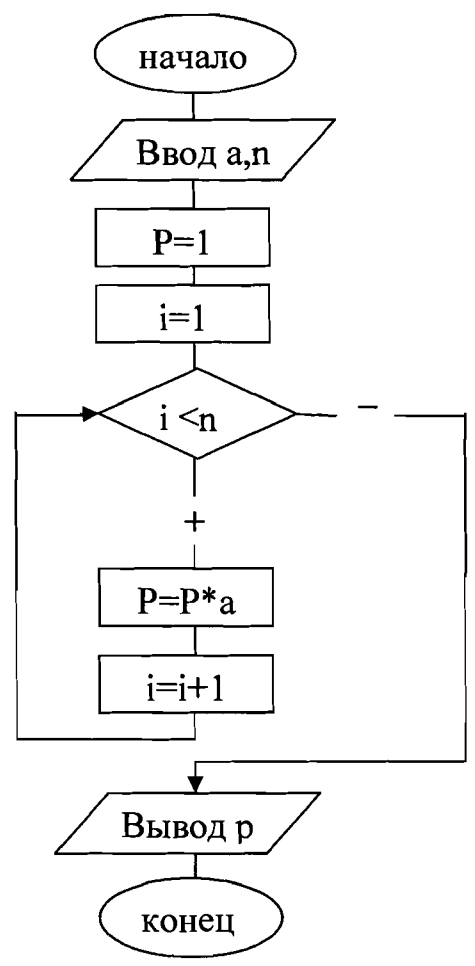 начало
Ввод a,n
P=1
i=1
i <n
–
+
P=P*a
i=i+1
Вывод p
конец